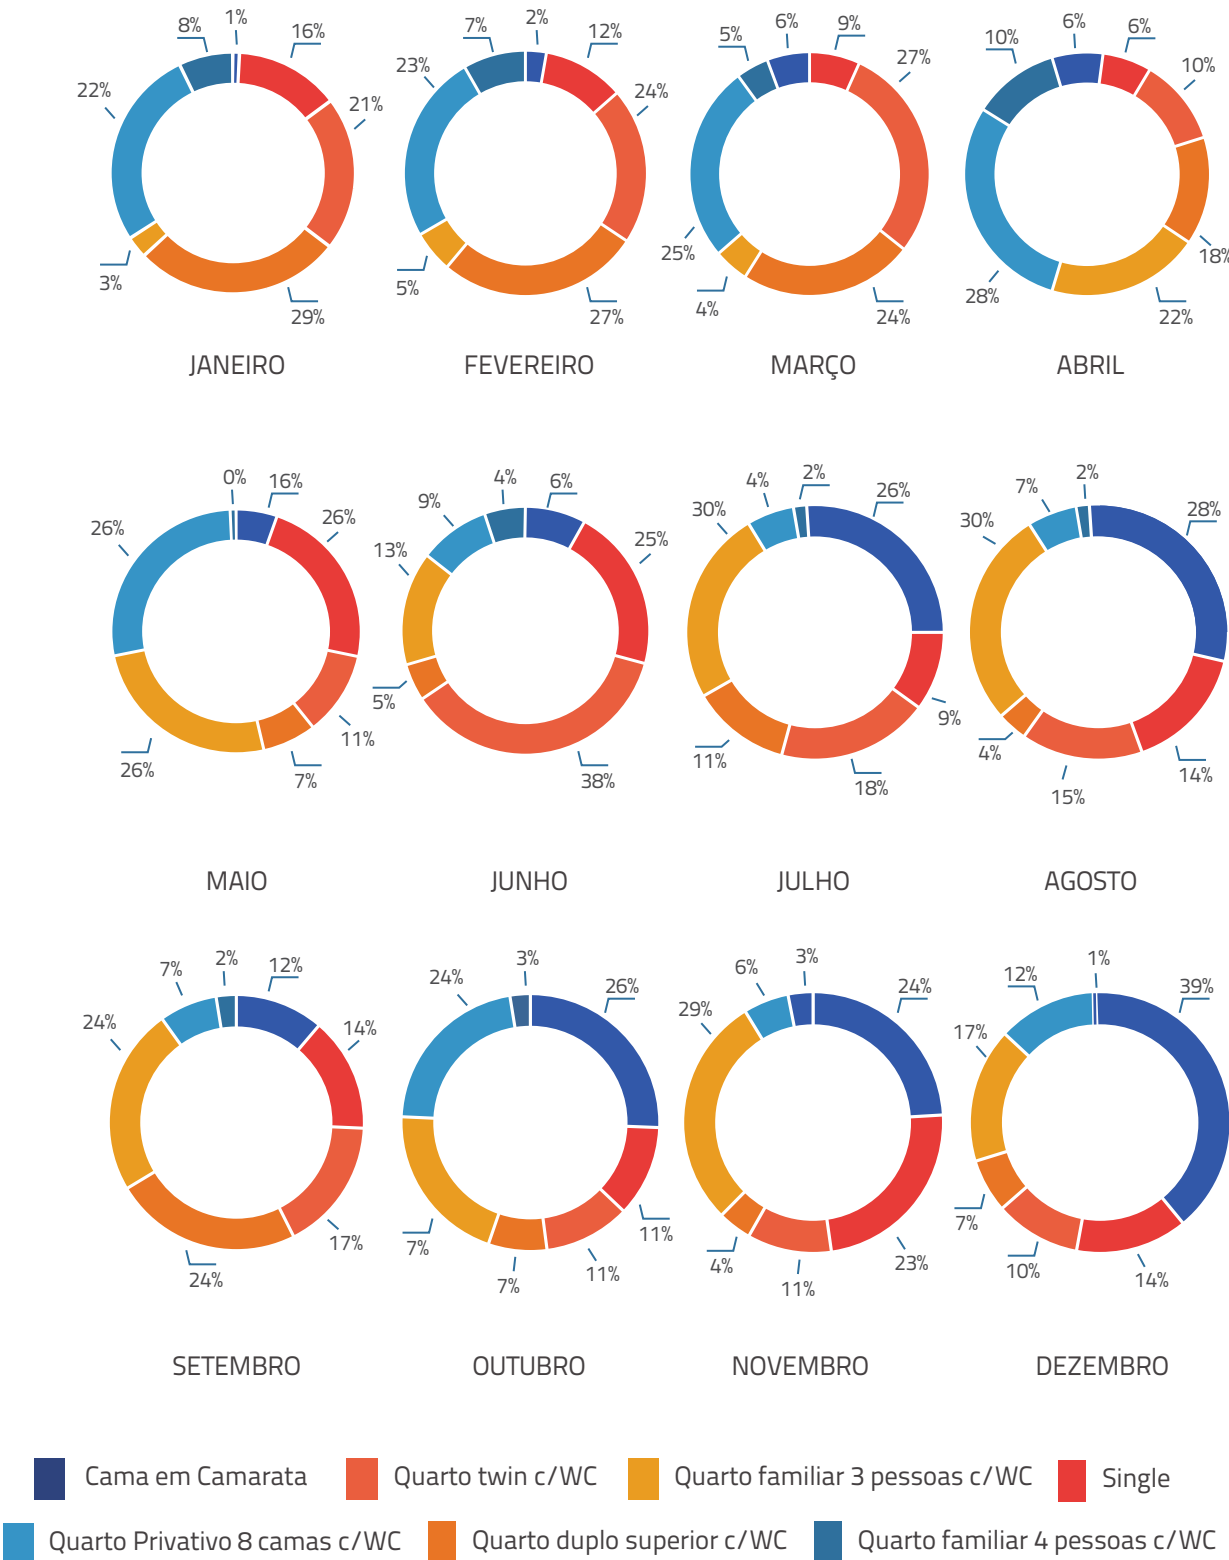 8% 1% 16% 7% 2% 12% 5% 6% 9% 10% 6% 6%
22% 21% 23% 24% 27% 10%
3% 29% 5% 27% 25% 4% 24% 28% 22% 18%
JANEIRO FEVEREIRO MARÇO ABRIL
0% 16% 4% 6% 4% 2% 26% 7% 2% 28%
26% 26% 9% 13% 25% 30% 30%
26% 7% 11% 5% 38% 11% 18% 9% 4% 15% 14%
MAIO JUNHO JULHO AGOSTO
7% 2% 12% 24% 3% 26% 6% 3% 24% 12% 1% 39%
24% 14% 29% 17%
24% 17% 7% 7% 11% 11% 4% 11% 23% 7% 10% 14%
SETEMBRO OUTUBRO NOVEMBRO DEZEMBRO
Cama em Camarata Quarto twin c/WC Quarto familiar 3 pessoas c/WC Single
Quarto Privativo 8 camas c/WC Quarto duplo superior c/WC Quarto familiar 4 pessoas c/WC